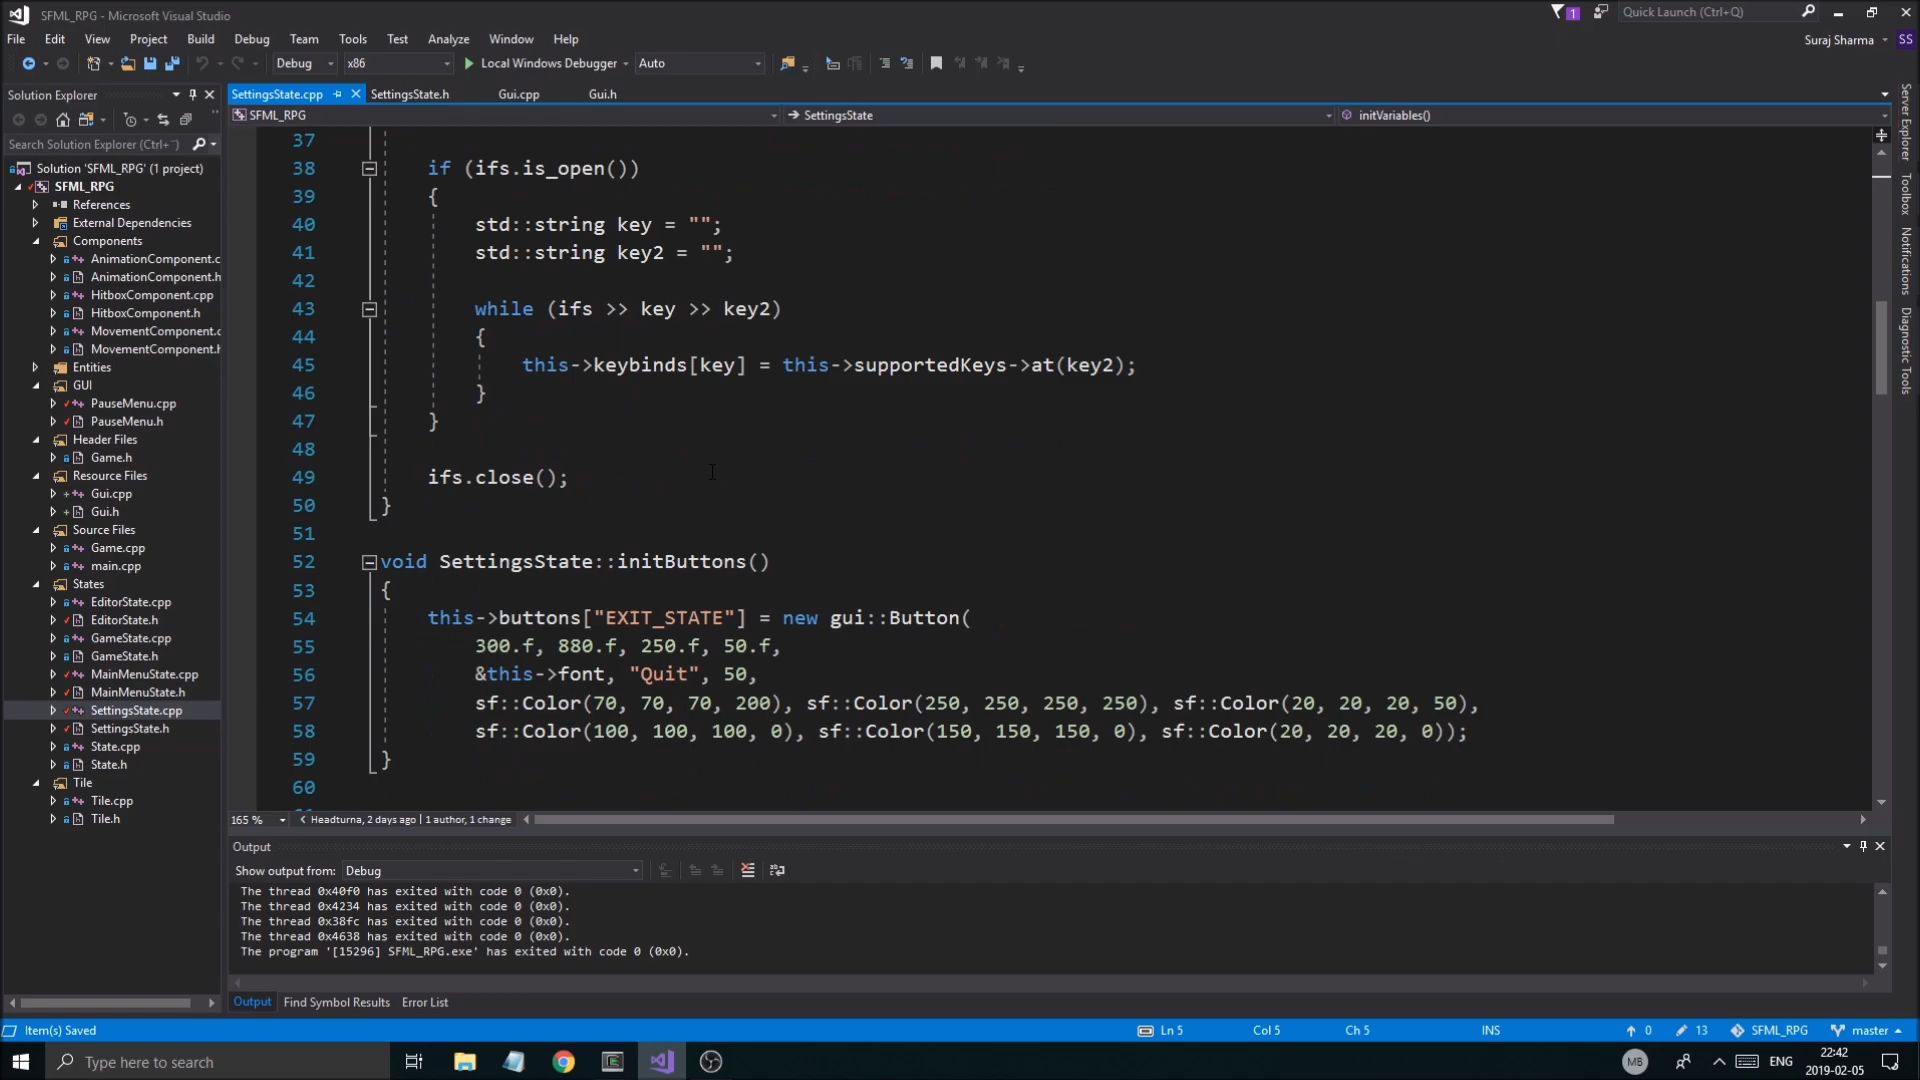 SFML_RPG - Microsoft Visual Studio
1
Quick Launch (Ctrl+Q)
File Edit View Project Build Debug Team Tools Test Analyze Window Help
Suraj Sharma SS
Debug x86 Local Windows Debugger Auto
Solution Explorer
SettingsState.cpp SettingsState.h Gui.cpp Gui.h
SFML_RPG SettingsState initVariables()
Search Solution Explorer (Ctrl+¨)
Solution 'SFML_RPG' (1 project)
SFML_RPG
References
External Dependencies
Components
AnimationComponent.c
AnimationComponent.h
HitboxComponent.cpp
HitboxComponent.h
MovementComponent.c
MovementComponent.h
Entities
GUI
PauseMenu.cpp
PauseMenu.h
Header Files
Game.h
Resource Files
Gui.cpp
Gui.h
Source Files
Game.cpp
main.cpp
States
EditorState.cpp
EditorState.h
GameState.cpp
GameState.h
MainMenuState.cpp
MainMenuState.h
SettingsState.cpp
SettingsState.h
State.cpp
State.h
Tile
Tile.cpp
Tile.h
37
38 if (ifs.is_open())
39 {
40 std::string key = "";
41 std::string key2 = "";
42
43 while (ifs >> key >> key2)
44 {
45 this->keybinds[key] = this->supportedKeys->at(key2);
46 }
47 }
48
49 ifs.close();
50 }
51
52 void SettingsState::initButtons()
53 {
54 this->buttons["EXIT_STATE"] = new gui::Button(
55 300.f, 880.f, 250.f, 50.f,
56 &this->font, "Quit", 50,
57 sf::Color(70, 70, 70, 200), sf::Color(250, 250, 250, 250), sf::Color(20, 20, 20, 50),
58 sf::Color(100, 100, 100, 0), sf::Color(150, 150, 150, 0), sf::Color(20, 20, 20, 0));
59 }
60
165 % Headturna, 2 days ago | 1 author, 1 change
Server Explorer
Toolbox
Notifications
Diagnostic Tools
Output
Show output from: Debug
The thread 0x40f0 has exited with code 0 (0x0).
The thread 0x4234 has exited with code 0 (0x0).
The thread 0x38fc has exited with code 0 (0x0).
The thread 0x4638 has exited with code 0 (0x0).
The program '[15296] SFML_RPG.exe' has exited with code 0 (0x0).
Output Find Symbol Results Error List
Item(s) Saved Ln 5 Col 5 Ch 5 INS 0 13 SFML_RPG master
Type here to search
MB ENG 22:42
2019-02-05